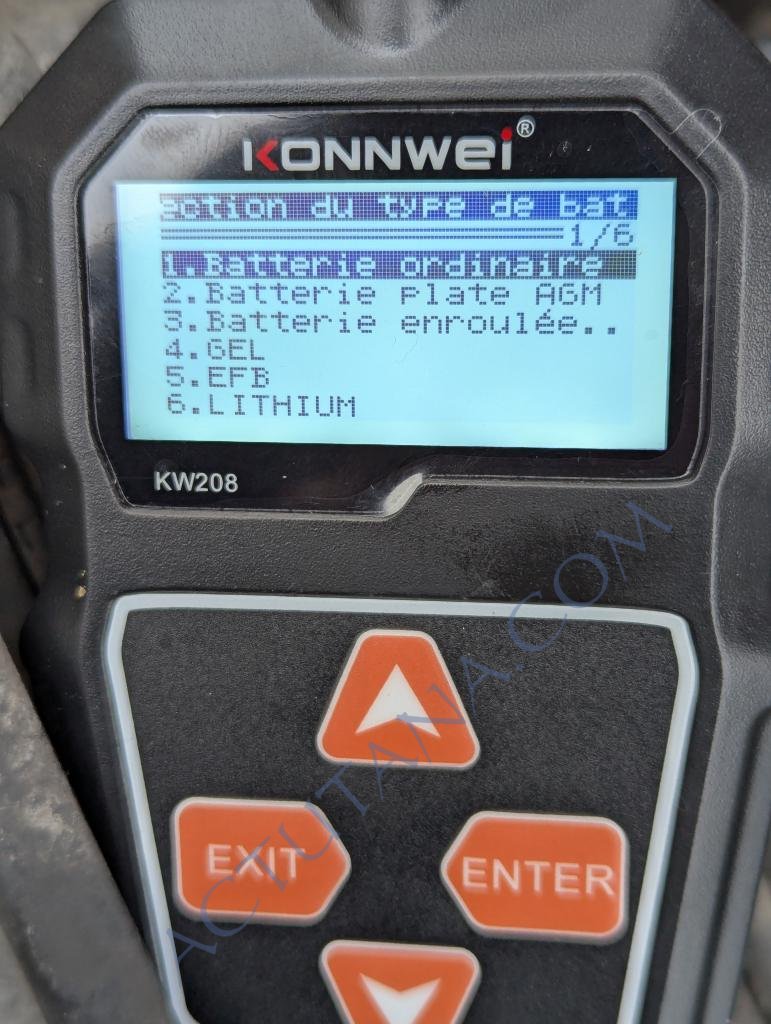 KONNWEI®
ection du type de bat
1/6
1.Batterie ordinaire
2.Batterie plate AGM
3.Batterie enroulée..
4.GEL
5.EFB
6.LITHIUM
KW208
EXIT
ENTER
ACTUTANA.COM